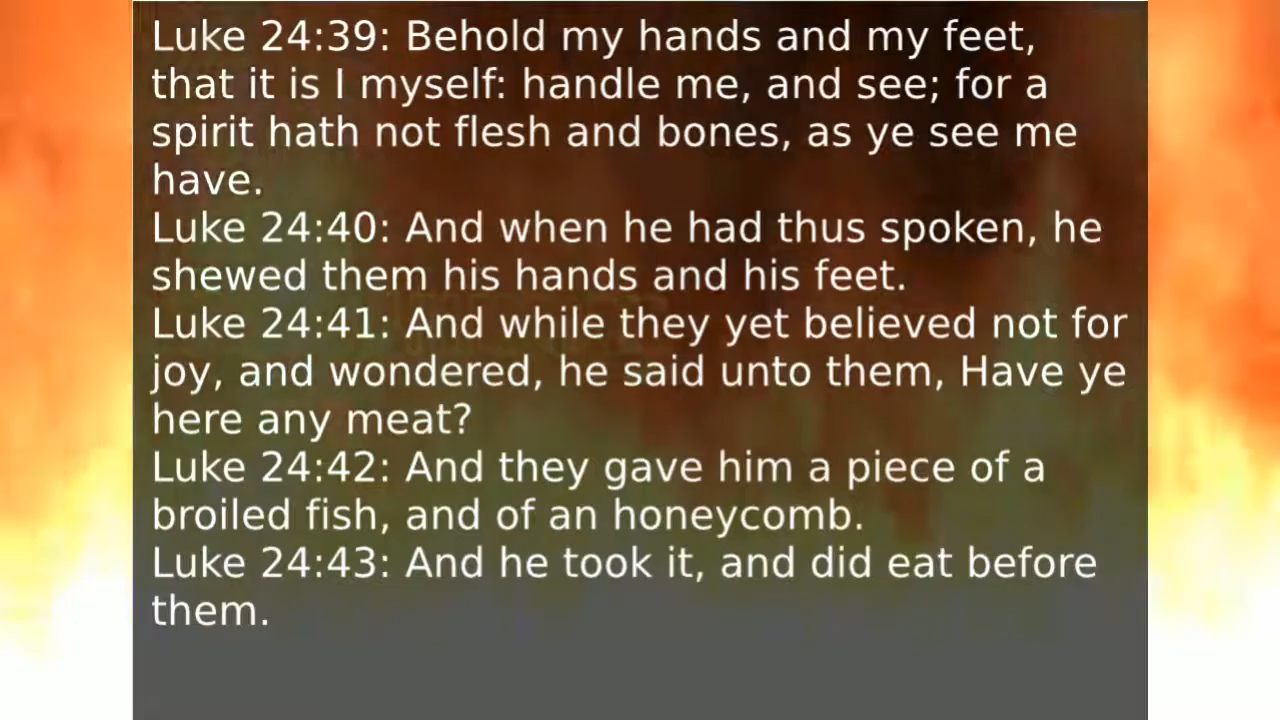 Luke 24:39: Behold my hands and my feet,
that it is I myself: handle me, and see; for a
spirit hath not flesh and bones, as ye see me
have.
Luke 24:40: And when he had thus spoken, he
shewed them his hands and his feet.
Luke 24:41: And while they yet believed not for
joy, and wondered, he said unto them, Have ye
here any meat?
Luke 24:42: And they gave him a piece of a
broiled fish, and of an honeycomb.
Luke 24:43: And he took it, and did eat before
them.